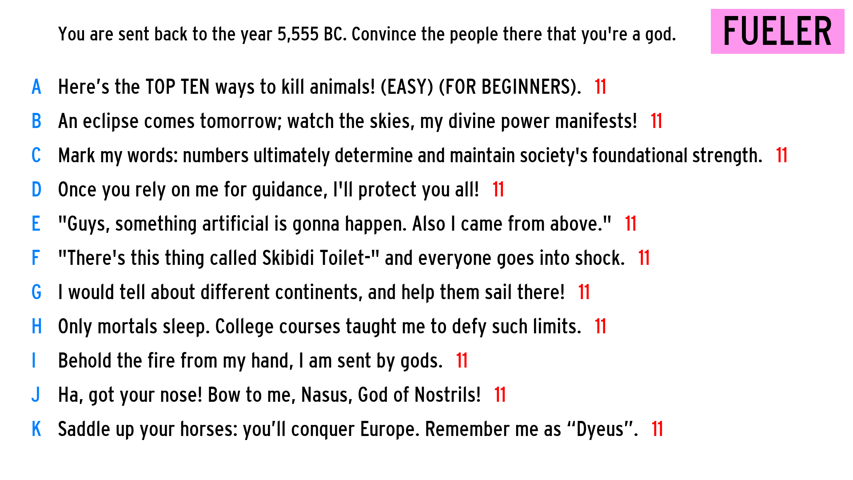 You are sent back to the year 5,555 BC. Convince the people there that you're a god.
FUELER
A Here’s the TOP TEN ways to kill animals! (EASY) (FOR BEGINNERS). 11
B An eclipse comes tomorrow; watch the skies, my divine power manifests! 11
C Mark my words: numbers ultimately determine and maintain society's foundational strength. 11
D Once you rely on me for guidance, I'll protect you all! 11
E "Guys, something artificial is gonna happen. Also I came from above." 11
F "There's this thing called Skibidi Toilet-" and everyone goes into shock. 11
G I would tell about different continents, and help them sail there! 11
H Only mortals sleep. College courses taught me to defy such limits. 11
I Behold the fire from my hand, I am sent by gods. 11
J Ha, got your nose! Bow to me, Nasus, God of Nostrils! 11
K Saddle up your horses: you’ll conquer Europe. Remember me as “Dyeus”. 11